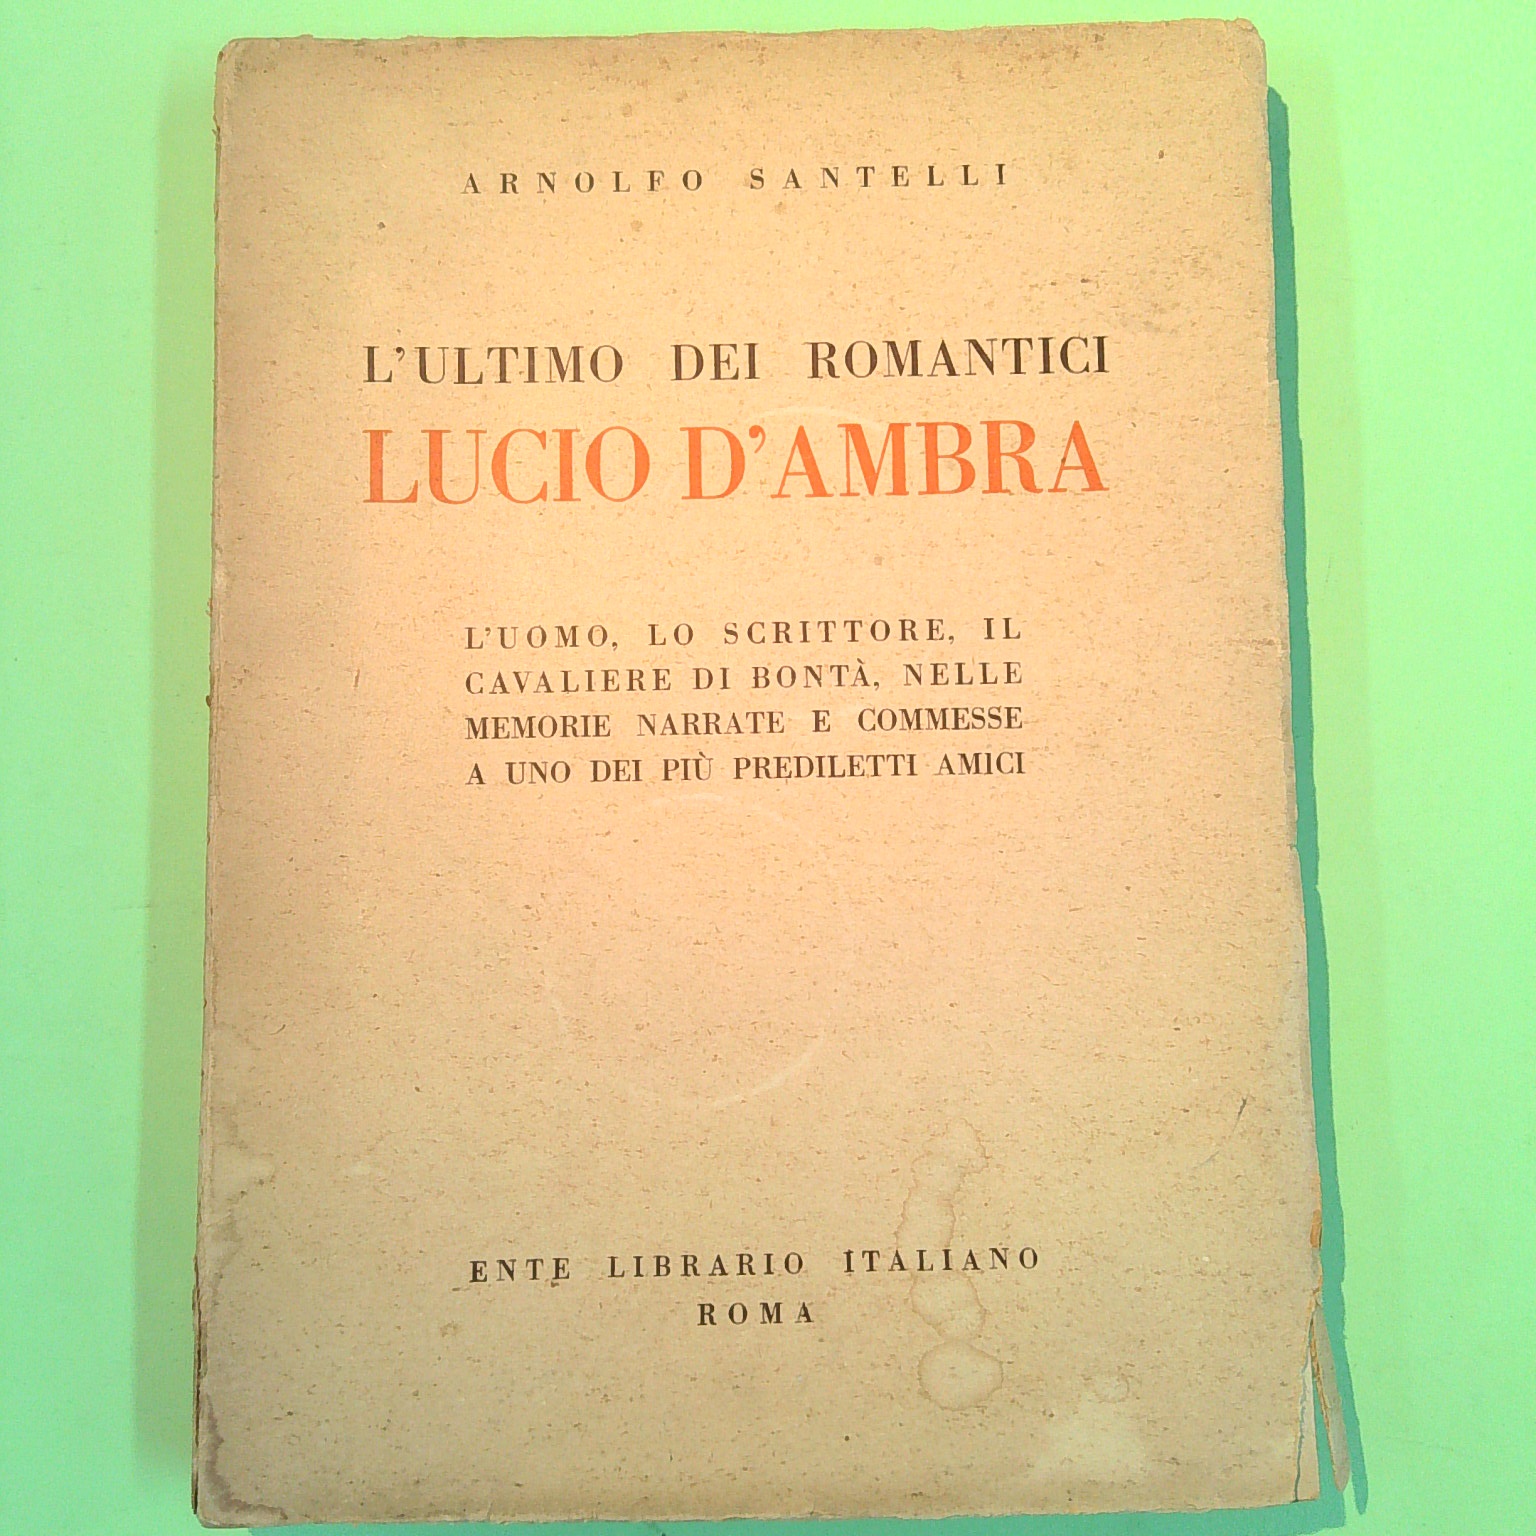 ARNOLFO SANTELLI
L'ULTIMO DEI ROMANTICI
LUCIO D'AMBRA
L'UOMO, LO SCRITTORE, IL
CAVALIERE DI BONTÀ, NELLE
MEMORIE NARRATE E COMMESSE
A UNO DEI PIÙ PREDILETTI AMICI
ENTE LIBRARIO ITALIANO
ROMA